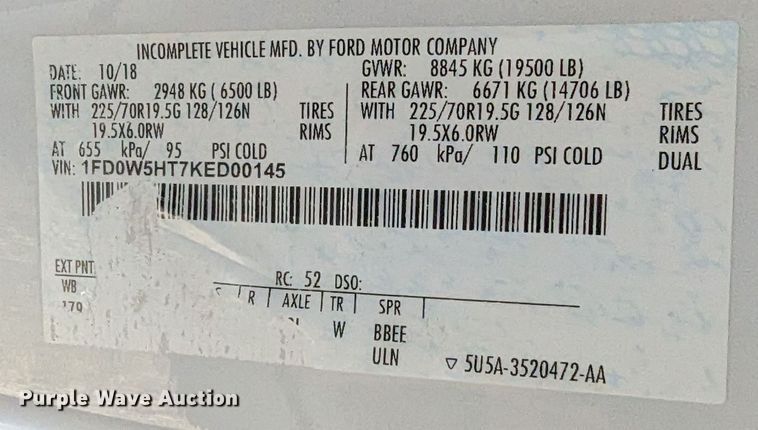 INCOMPLETE VEHICLE MFD. BY FORD MOTOR COMPANY
DATE: 10/18 GVWR: 8845 KG (19500 LB)
FRONT GAWR: 2948 KG ( 6500 LB) REAR GAWR: 6671 KG ( 14706 LB)
WITH 225/70R19.5G 128/126N TIRES WITH 225/70R19.5G 128/126N TIRES
19.5X6.0RW RIMS 19.5X6.0RW RIMS
AT 655 kPa/ 95 PSI COLD AT 760 kPa/ 110 PSI COLD DUAL
VIN: 1FD0W5HT7KED00145
EXT PNT RC: 52 DSO:
WB R AXLE TR SPR
179 W BBEE
ULN ▽ 5U5A-3520472-AA
Purple Wave Auction